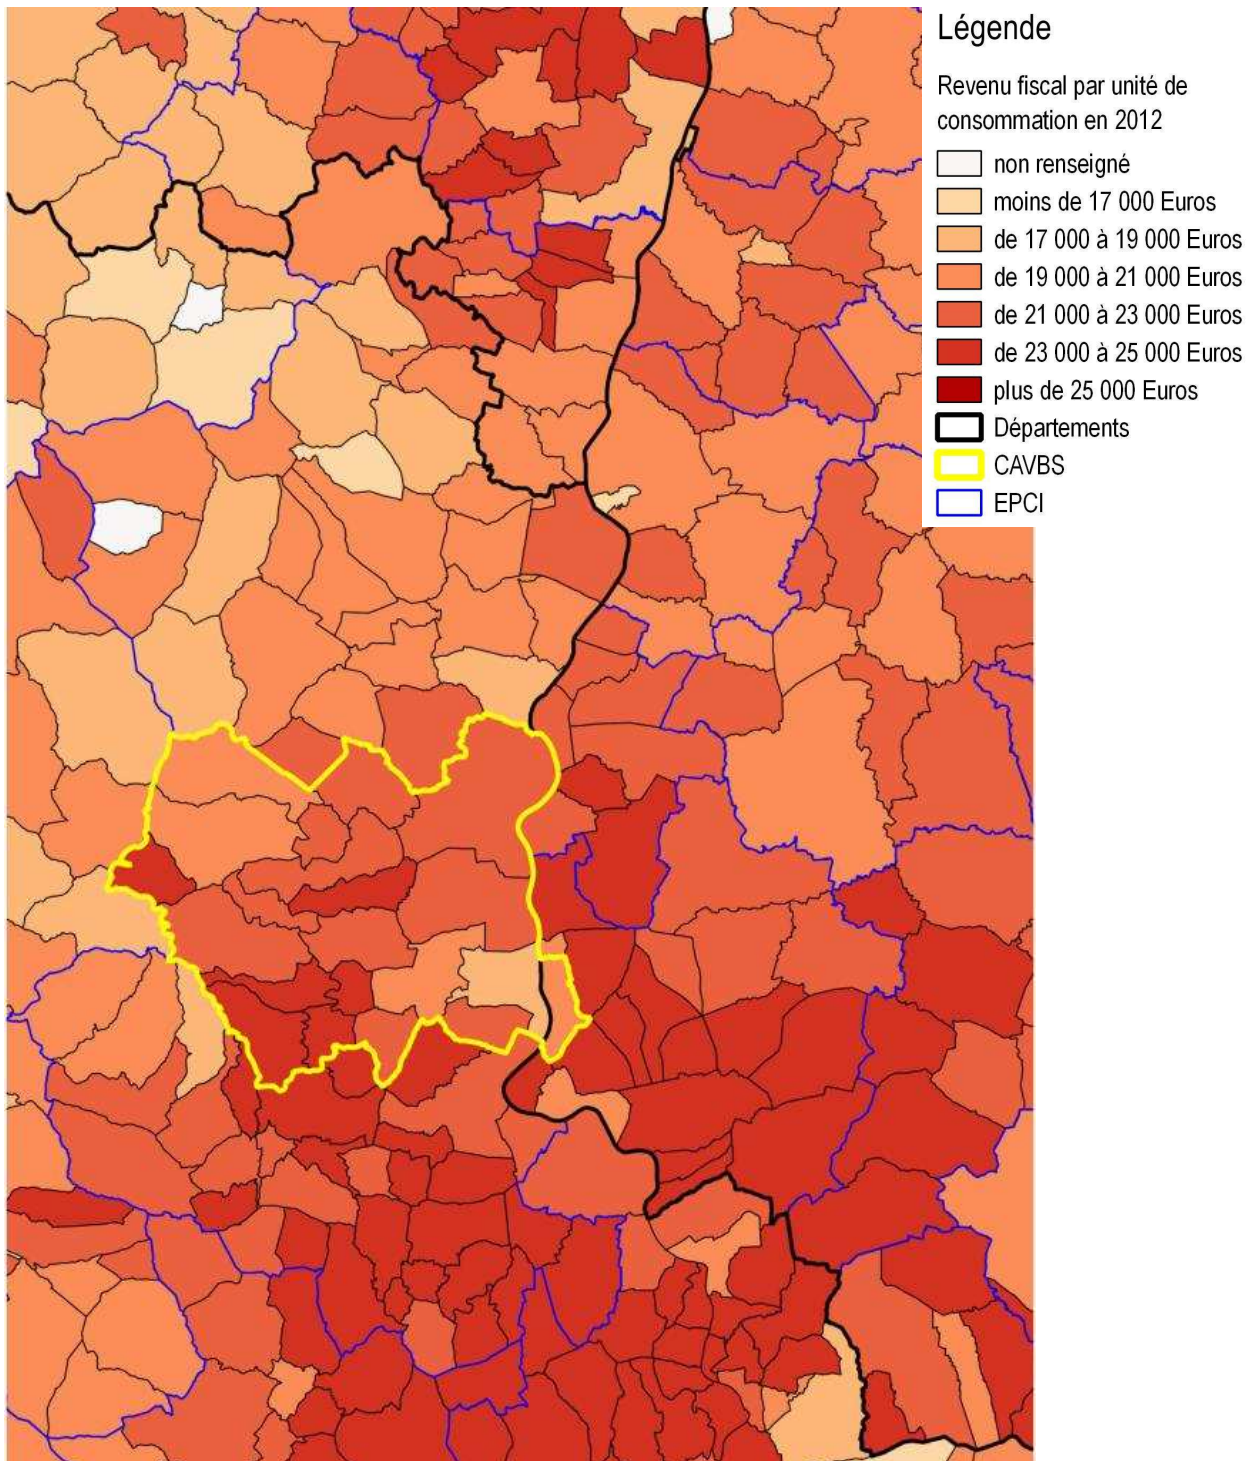 Légende
Revenu fiscal par unité de
consommation en 2012
non renseigné
moins de 17 000 Euros
de 17 000 à 19 000 Euros
de 19 000 à 21 000 Euros
de 21 000 à 23 000 Euros
de 23 000 à 25 000 Euros
plus de 25 000 Euros
Départements
CAVBS
EPCI